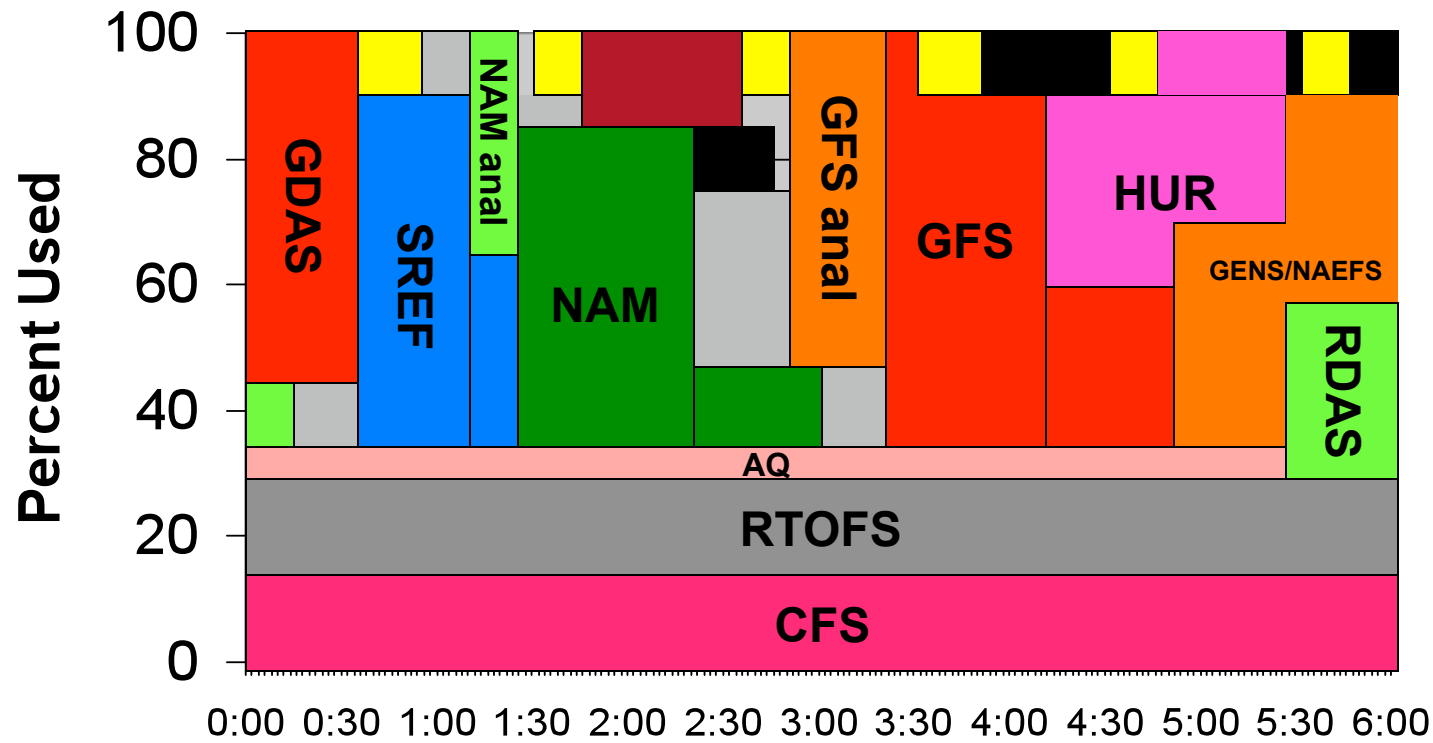 Percent Used
100
80
60
40
20
0
GDAS
SREF
NAM anal
NAM
GFS anal
GFS
HUR
GENS/NAEFS
RDAS
AQ
RTOFS
CFS
0:00 0:30 1:00 1:30 2:00 2:30 3:00 3:30 4:00 4:30 5:00 5:30 6:00